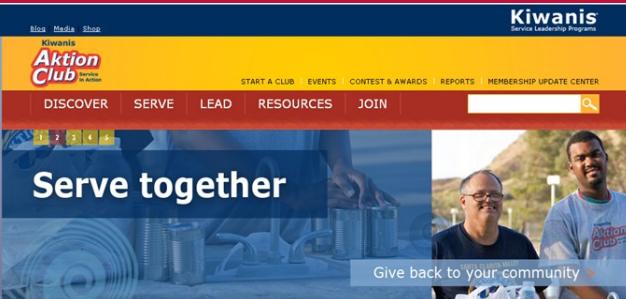 Kiwanis
Service Leadership Programs
Blog Media Shop
Kiwanis
Aktion
Club
Service
in Action
START A CLUB EVENTS CONTEST & AWARDS REPORTS MEMBERSHIP UPDATE CENTER
DISCOVER SERVE LEAD RESOURCES JOIN
1 2 3 4 5
Serve together
Aktion
Club
Give back to your community >